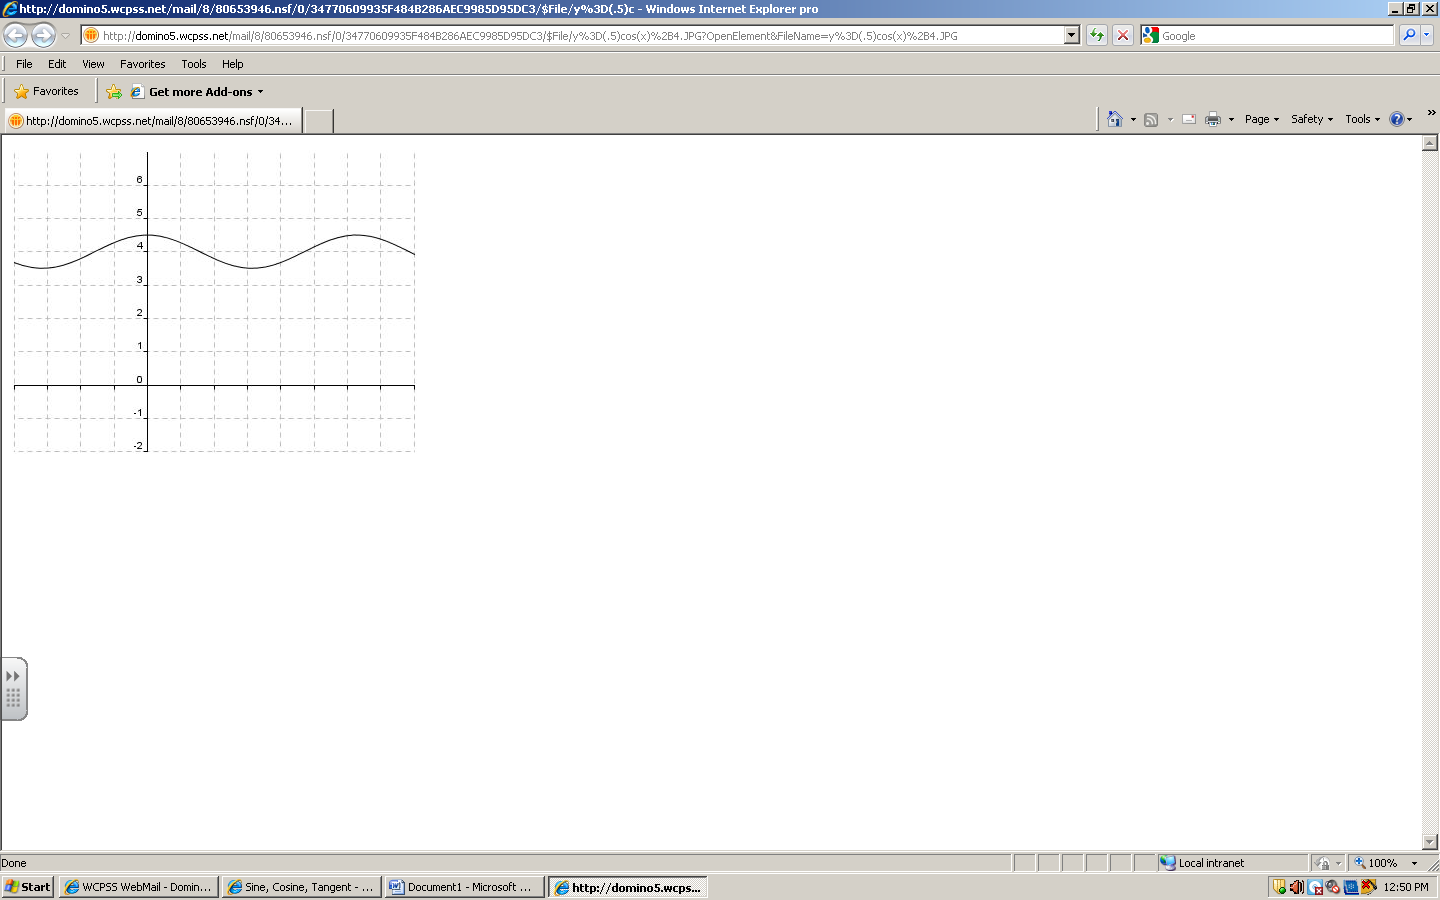 http://domino5.wcpss.net/mail/8/80653946.nsf/0/34770609935F484B286AEC9985D95DC3/$File/y%3D(.5)c - Windows Internet Explorer pro
http://domino5.wcpss.net/mail/8/80653946.nsf/0/34770609935F484B286AEC9985D95DC3/$File/y%3D(.5)cos(x)%2B4.JPG?OpenElement&FileName=y%3D(.5)cos(x)%2B4.JPG Google
File Edit View Favorites Tools Help
Favorites Get more Add-ons
http://domino5.wcpss.net/mail/8/80653946.nsf/0/34... Page Safety Tools
6
5
4
3
2
1
0
-1
-2
Done Local intranet 100%
Start WCPSS WebMail - Domin... Sine, Cosine, Tangent - ... Document1 - Microsoft ... http://domino5.wcps... 12:50 PM